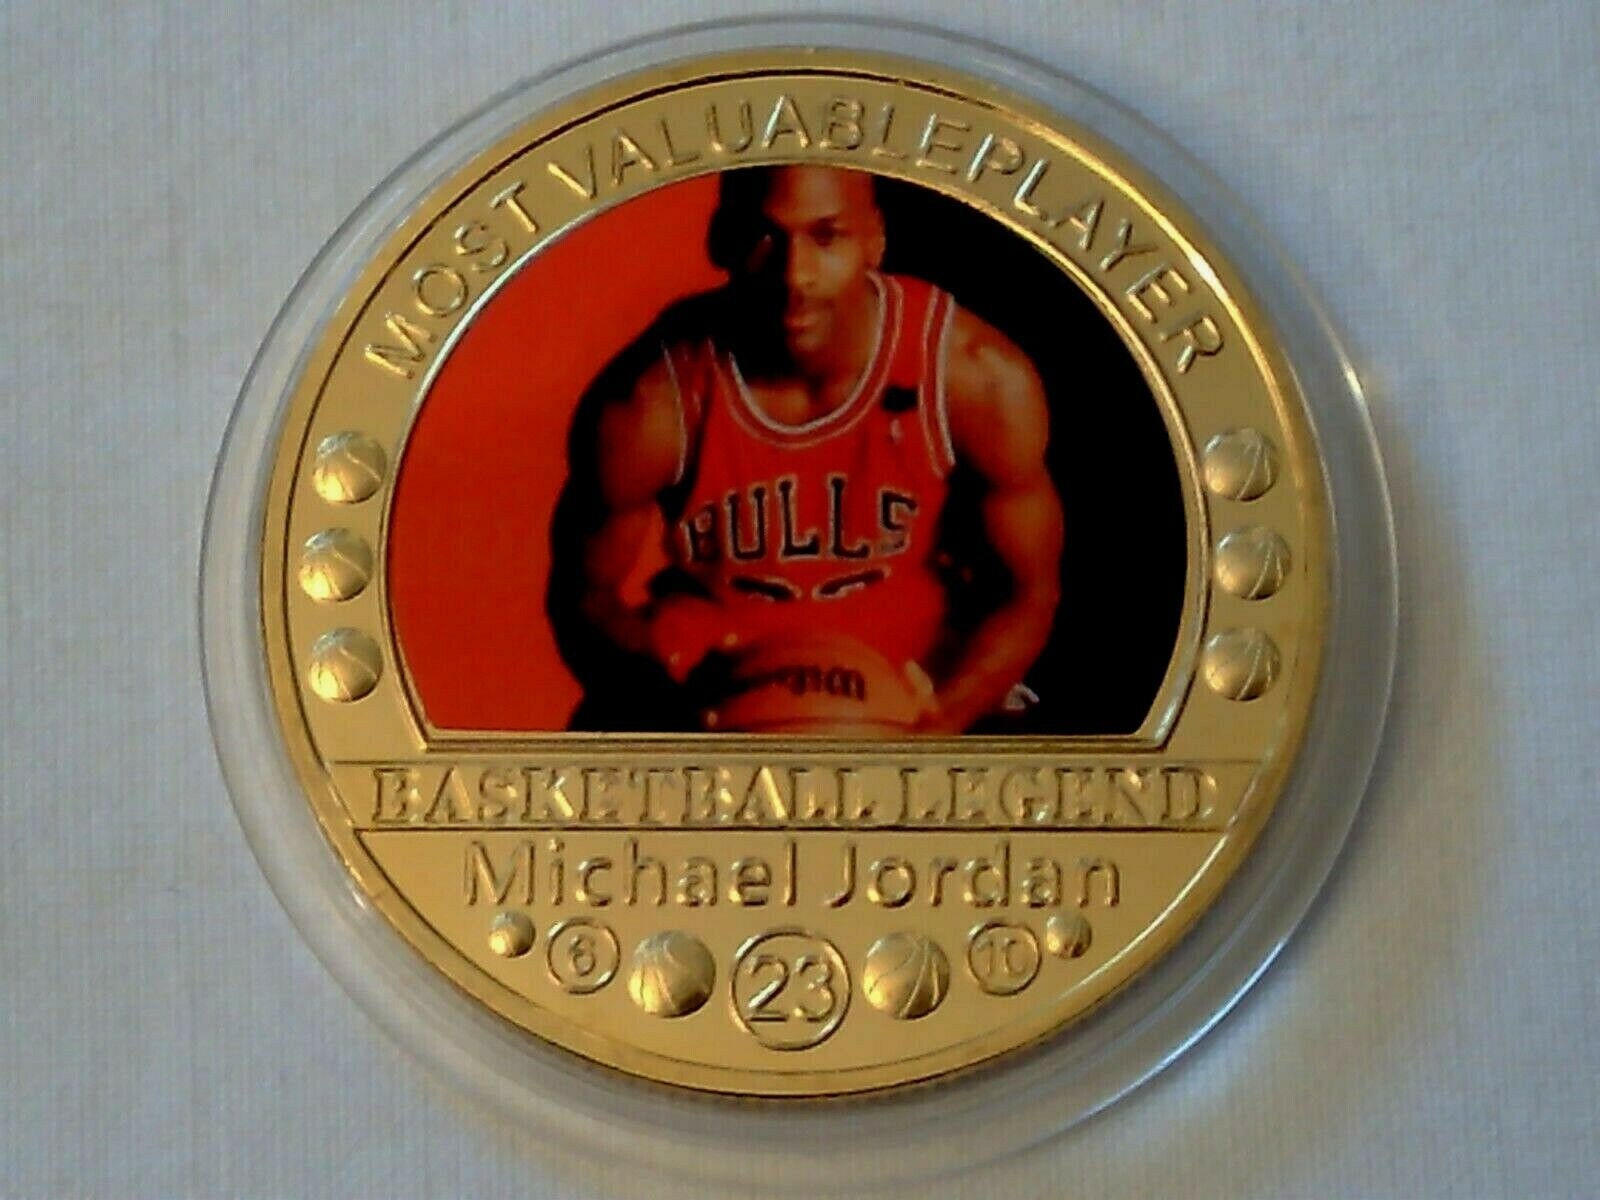 MOST VALUABLEPLAYER
BULLS
BASKETBALL LEGEND
Michael Jordan
6 23 10